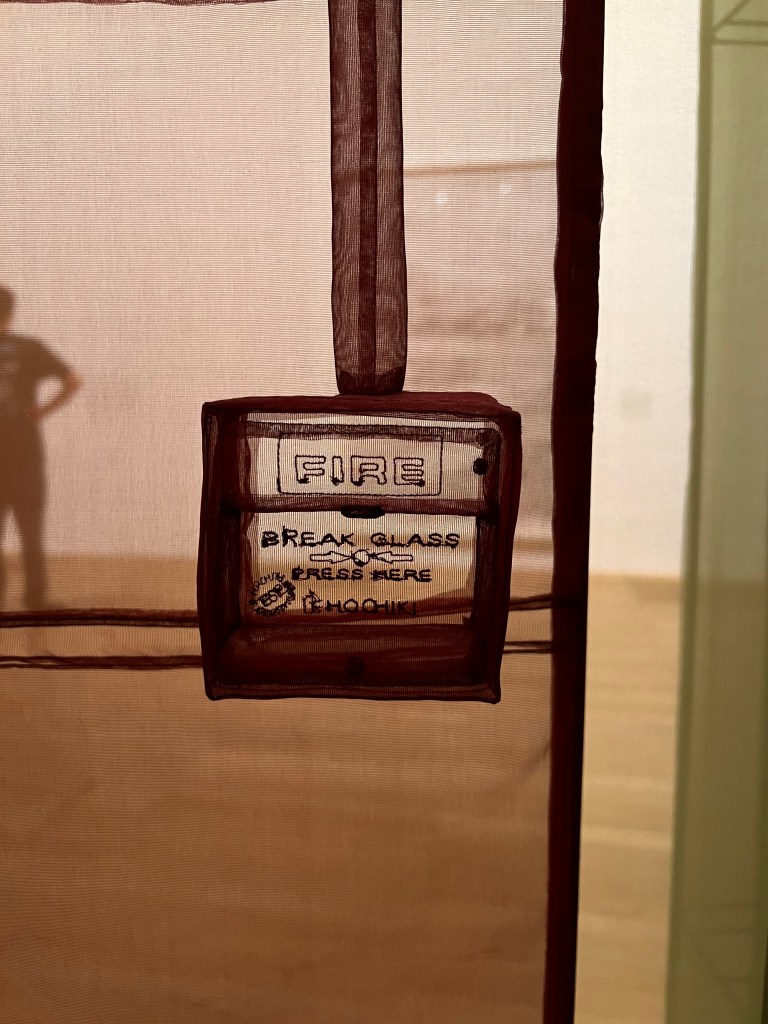 FIRE
BREAK GLASS
PRESS HERE
HOCHIKI